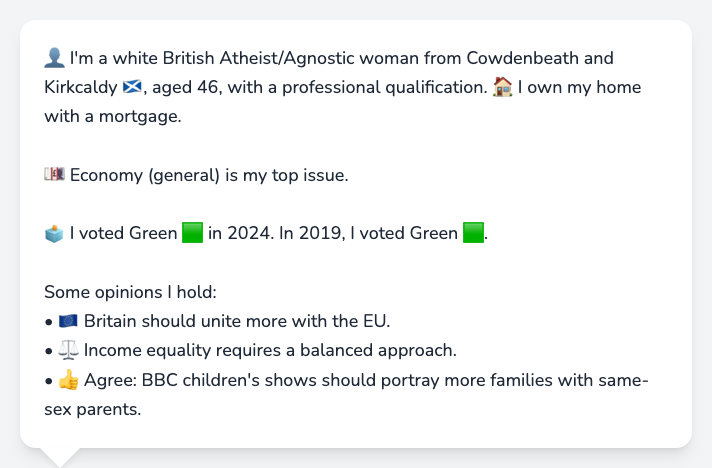 👤 I'm a white British Atheist/Agnostic woman from Cowdenbeath and
Kirkcaldy 🏴󠁧󠁢󠁳󠁣󠁴󠁿, aged 46, with a professional qualification. 🏠 I own my home
with a mortgage.
💷 Economy (general) is my top issue.
🗳️ I voted Green 🟩 in 2024. In 2019, I voted Green 🟩.
Some opinions I hold:
• 🇪🇺 Britain should unite more with the EU.
• ⚖️ Income equality requires a balanced approach.
• 👍 Agree: BBC children's shows should portray more families with same-
sex parents.